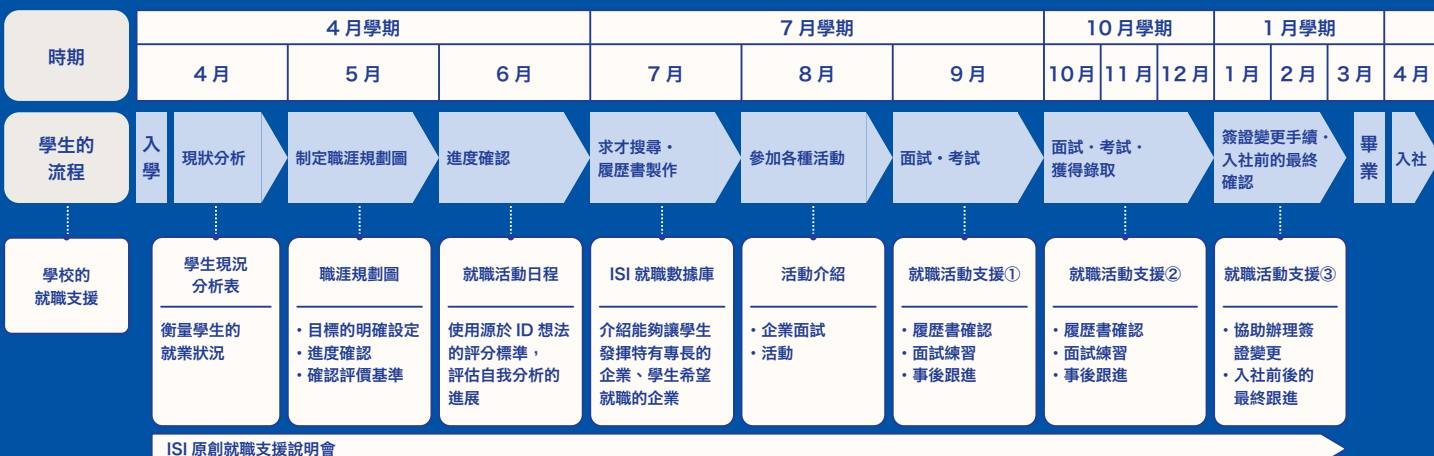 時期
4月學期
7月學期
10月學期
1月學期
4月
5月
6月
7月
8月
9月
10月
11月
12月
1月
2月
3月
4月
學生的
流程
入
學
現狀分析
制定職涯規劃圖
進度確認
求才搜尋・
履歷書製作
參加各種活動
面試・考試
面試・考試・
獲得錄取
簽證變更手續・
入社前的最終
確認
畢
業
入社
學校的
就職支援
學生現況
分析表
衡量學生的
就業狀況
職涯規劃圖
・目標的明確設定
・進度確認
・確認評價基準
就職活動日程
使用源於 ID 想法
的評分標準，
評估自我分析的
進展
ISI 就職數據庫
介紹能夠讓學生
發揮特有專長的
企業、學生希望
就職的企業
活動介紹
・企業面試
・活動
就職活動支援①
・履歷書確認
・面試練習
・事後跟進
就職活動支援②
・履歷書確認
・面試練習
・事後跟進
就職活動支援③
・協助辦理簽
證變更
・入社前後的
最終跟進
ISI 原創就職支援說明會